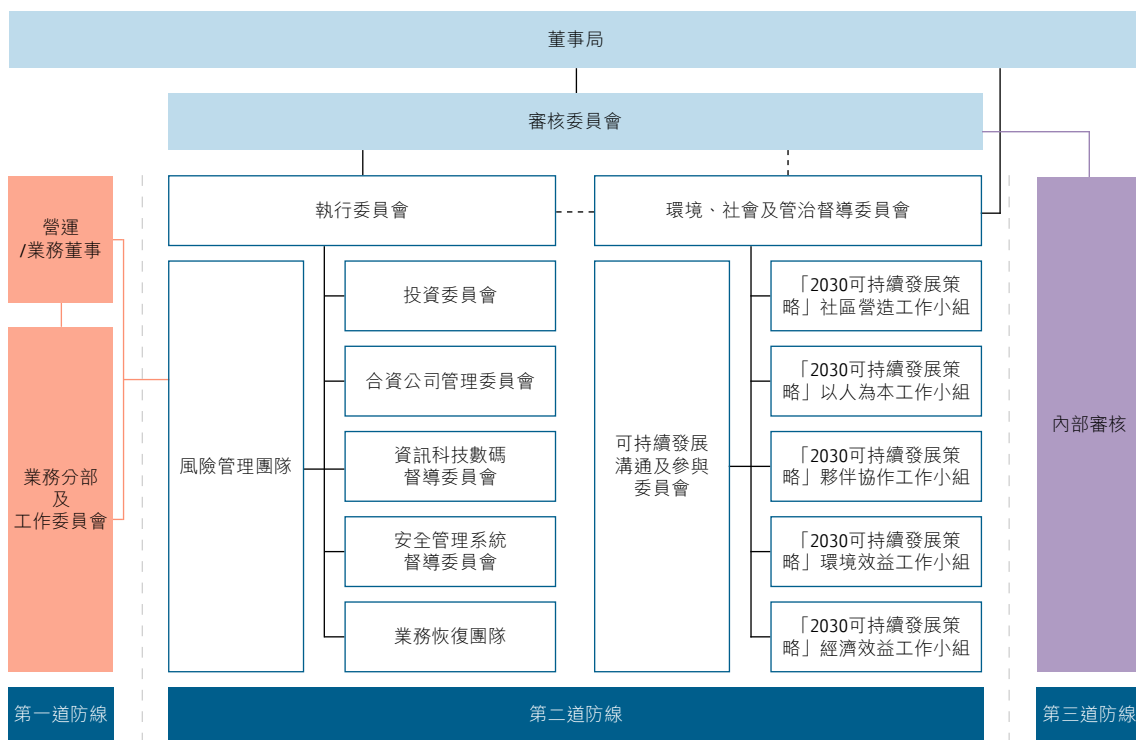 董事局
審核委員會
營運
/業務董事
業務分部
及
工作委員會
執行委員會
風險管理團隊
投資委員會
合資公司管理委員會
資訊科技數碼
督導委員會
安全管理系統
督導委員會
業務恢復團隊
環境、社會及管治督導委員會
可持續發展
溝通及參與
委員會
「2030可持續發展策
略」社區營造工作小組
「2030可持續發展策
略」以人為本工作小組
「2030可持續發展策
略」夥伴協作工作小組
「2030可持續發展策
略」環境效益工作小組
「2030可持續發展策
略」經濟效益工作小組
內部審核
第一道防線
第二道防線
第三道防線